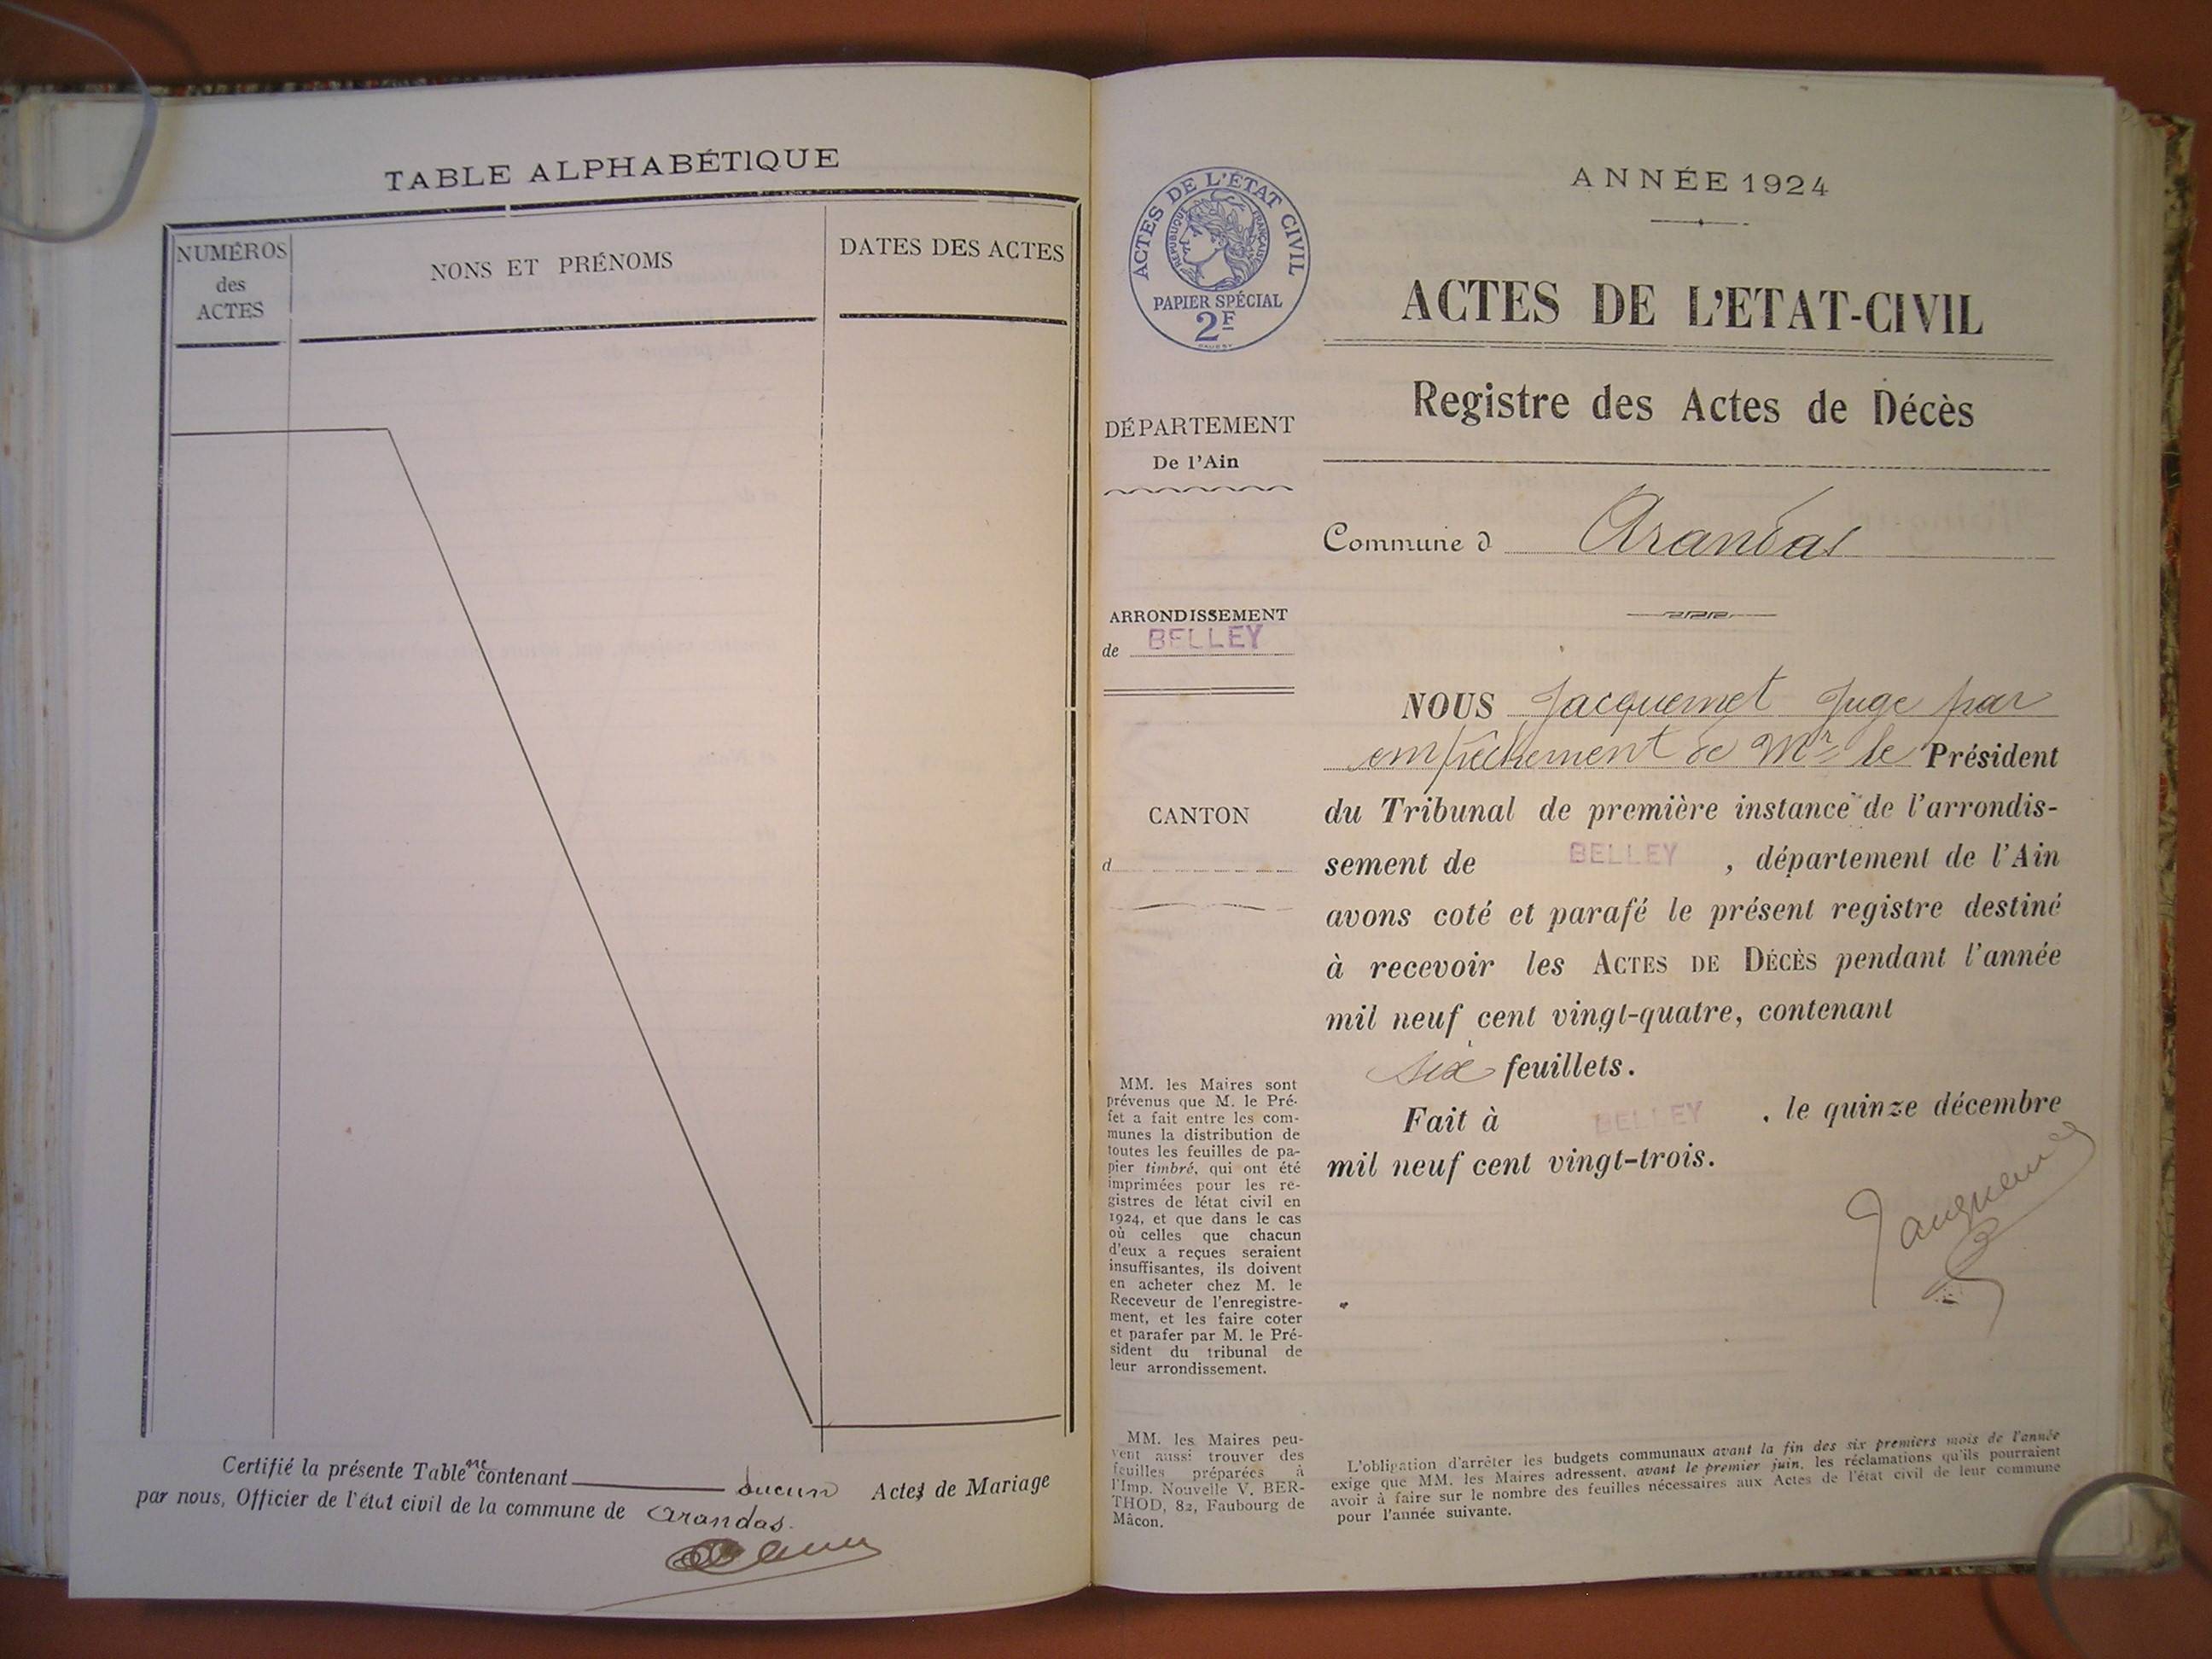 TABLE ALPHABÉTIQUE
NUMÉROS
des
ACTES
NONS ET PRÉNOMS
DATES DES ACTES
Certifié la présente Table ne contenant aucun Actes de Mariage
par nous, Officier de l'état civil de la commune de Arandas.
ACTES DE L'ÉTAT CIVIL
RÉPUBLIQUE FRANÇAISE
PAPIER SPÉCIAL
2F
DÉPARTEMENT
De l'Ain
ARRONDISSEMENT
de BELLEY
CANTON
d
MM. les Maires sont
prévenus que M. le Pré-
fet a fait entre les com-
munes la distribution de
toutes les feuilles de pa-
pier timbré, qui ont été
imprimées pour les re-
gistres de létat civil en
1924, et que dans le cas
où celles que chacun
d'eux a reçues seraient
insuffisantes, ils doivent
en acheter chez M. le
Receveur de l'enregistre-
ment, et les faire coter
et parafer par M. le Pré-
sident du tribunal de
leur arrondissement.
MM. les Maires peu-
vent aussi trouver des
feuilles préparées à
l'Imp. Nouvelle V. BER-
THOD, 82, Faubourg de
Mâcon.
ANNÉE 1924
ACTES DE L'ETAT-CIVIL
Registre des Actes de Décès
Commune d Arandas
NOUS Jacquemet Juge par
empêchement de Mr le Président
du Tribunal de première instance de l'arrondis-
sement de BELLEY , département de l'Ain
avons coté et parafé le présent registre destiné
à recevoir les ACTES DE DÉCÈS pendant l'année
mil neuf cent vingt-quatre, contenant
six feuillets.
Fait à BELLEY , le quinze décembre
mil neuf cent vingt-trois.
Jacquemet
L'obligation d'arrêter les budgets communaux avant la fin des six premiers mois de l'année
exige que MM. les Maires adressent, avant le premier juin, les réclamations qu'ils pourraient
avoir à faire sur le nombre des feuilles nécessaires aux Actes de l'état civil de leur commune
pour l'année suivante.